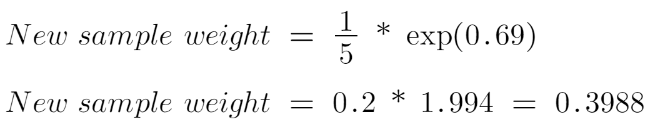 New sample weight = 1/5 * exp(0.69)
New sample weight = 0.2 * 1.994 = 0.3988